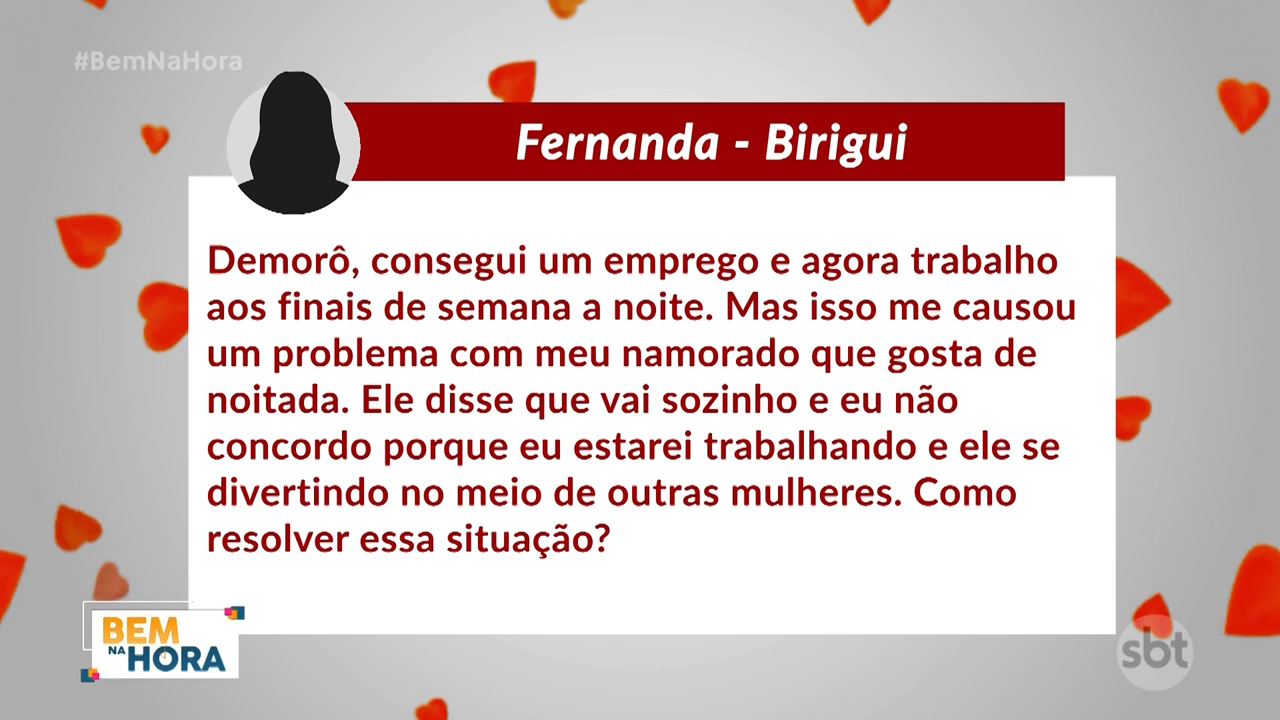 #BemNaHora
Fernanda - Birigui
Demorô, consegui um emprego e agora trabalho
aos finais de semana a noite. Mas isso me causou
um problema com meu namorado que gosta de
noitada. Ele disse que vai sozinho e eu não
concordo porque eu estarei trabalhando e ele se
divertindo no meio de outras mulheres. Como
resolver essa situação?
BEM
NA HORA
sbt